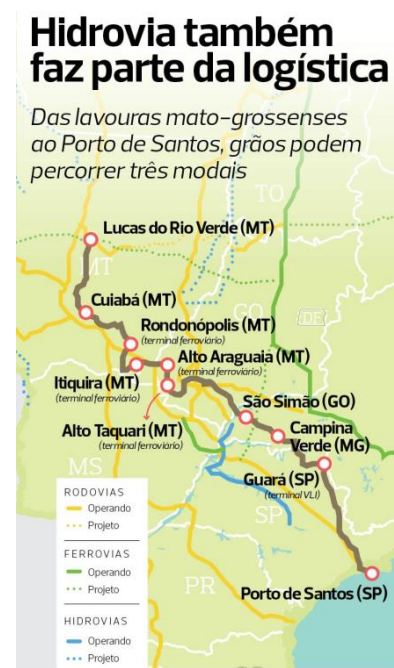 Hidrovia também
faz parte da logística
Das lavouras mato-grossenses
ao Porto de Santos, grãos podem
percorrer três modais
TO
Lucas do Rio Verde (MT)
MT
Cuiabá (MT)
GO
(DF)
Rondonópolis (MT)
(terminal ferroviário)
Alto Araguaia (MT)
(terminal ferroviário)
Itiquira (MT)
(terminal ferroviário)
São Simão (GO)
Alto Taquari (MT)
(terminal ferroviário)
Campina
Verde (MG)
MS
Guará (SP)
(terminal VLI)
SP
RODOVIAS
Operando
Projeto
FERROVIAS
Operando
Projeto
HIDROVIAS
Operando
Projeto
PR
Porto de Santos (SP)